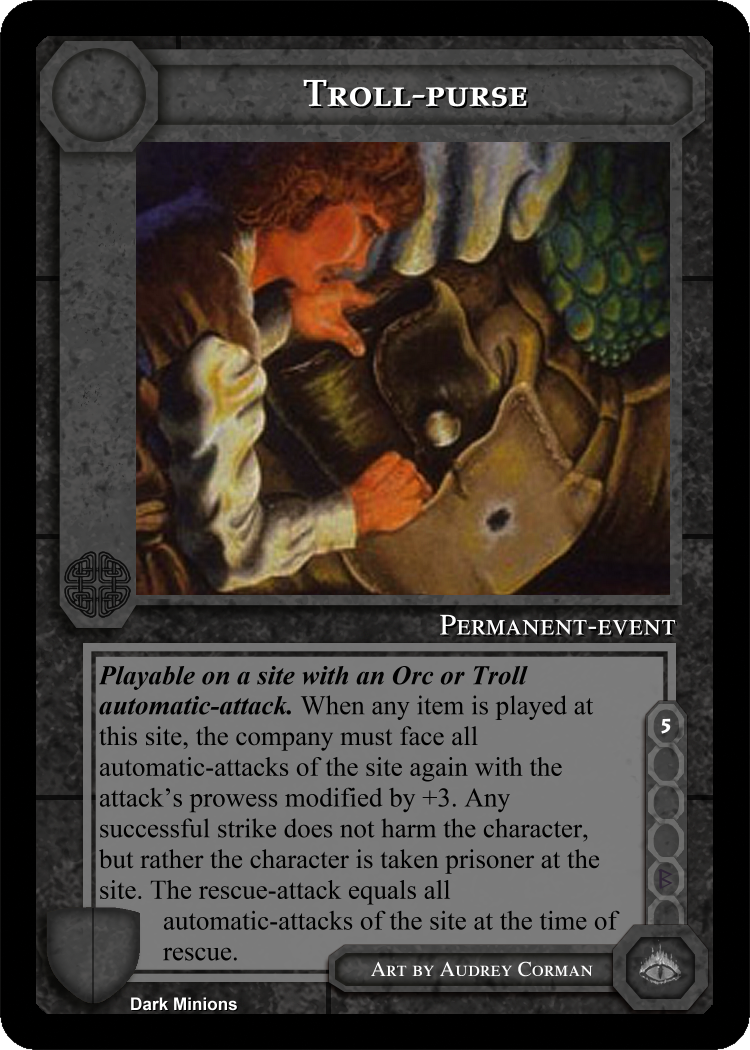 TROLL-PURSE
PERMANENT-EVENT
Playable on a site with an Orc or Troll
automatic-attack. When any item is played at
this site, the company must face all
automatic-attacks of the site again with the
attack's prowess modified by +3. Any
successful strike does not harm the character,
but rather the character is taken prisoner at the
site. The rescue-attack equals all
automatic-attacks of the site at the time of
rescue.
5
B
ART BY AUDREY CORMAN
Dark Minions